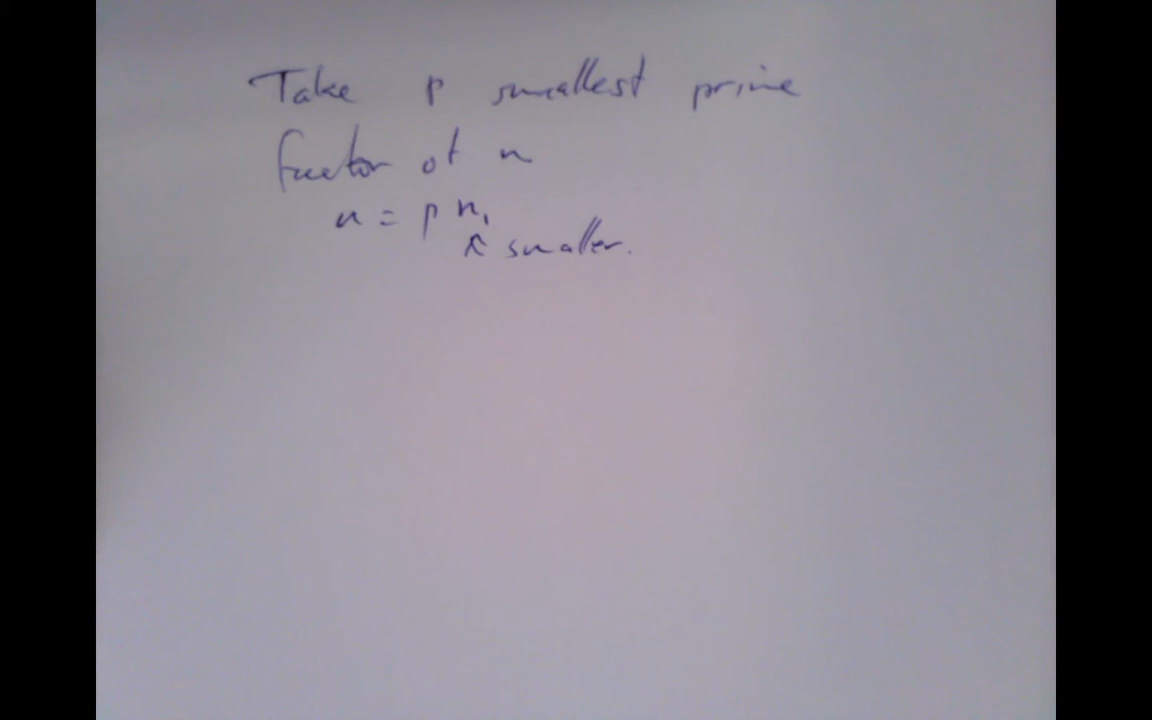 Take p smallest prime
factor of n
n = p n₁
↑ smaller.